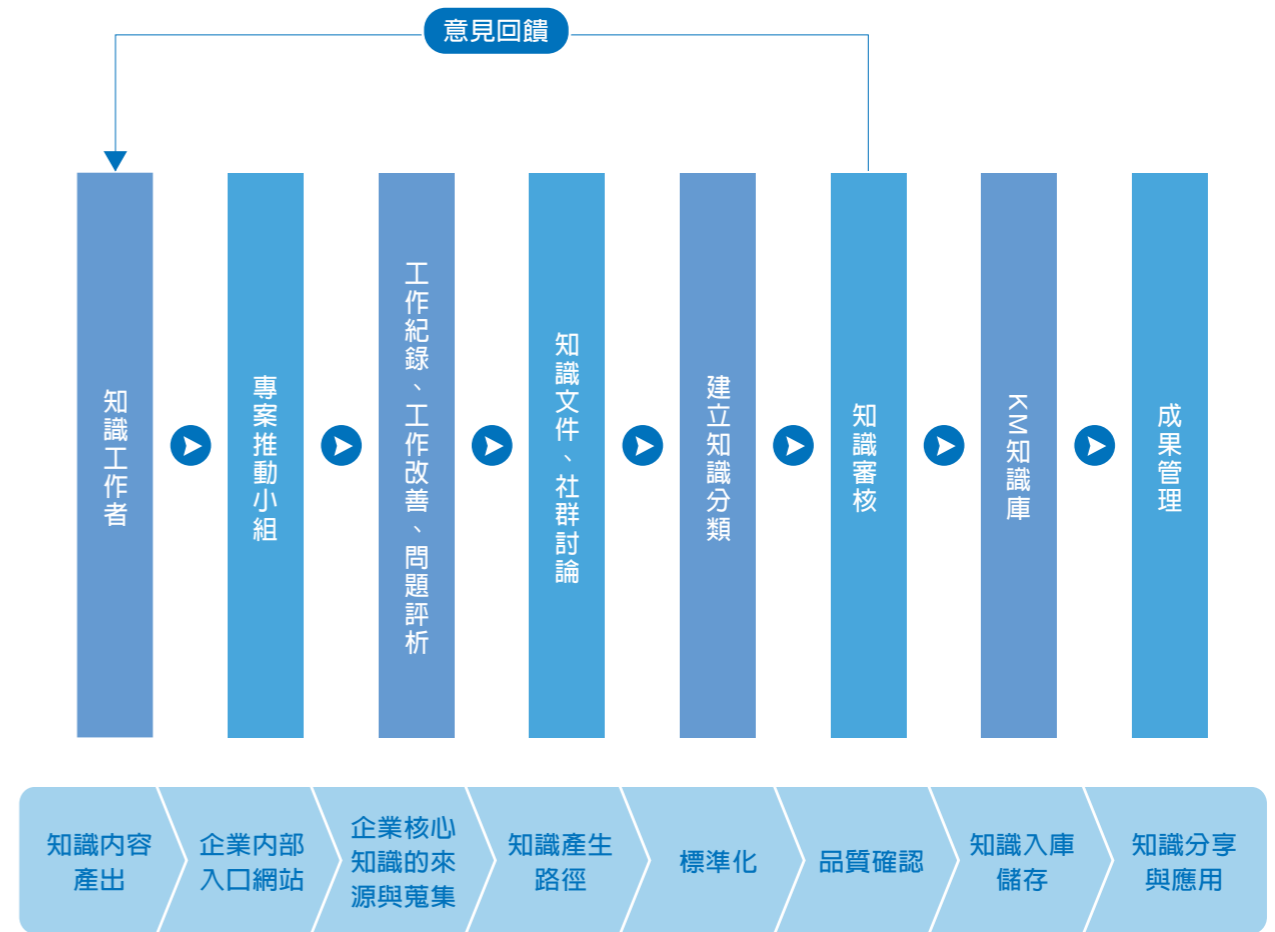 意見回饋
知識工作者
專案推動小組
工作紀錄、工作改善、問題評析
知識文件、社群討論
建立知識分類
知識審核
KM知識庫
成果管理
知識內容
產出
企業內部
入口網站
企業核心
知識的來
源與蒐集
知識產生
路徑
標準化
品質確認
知識入庫
儲存
知識分享
與應用